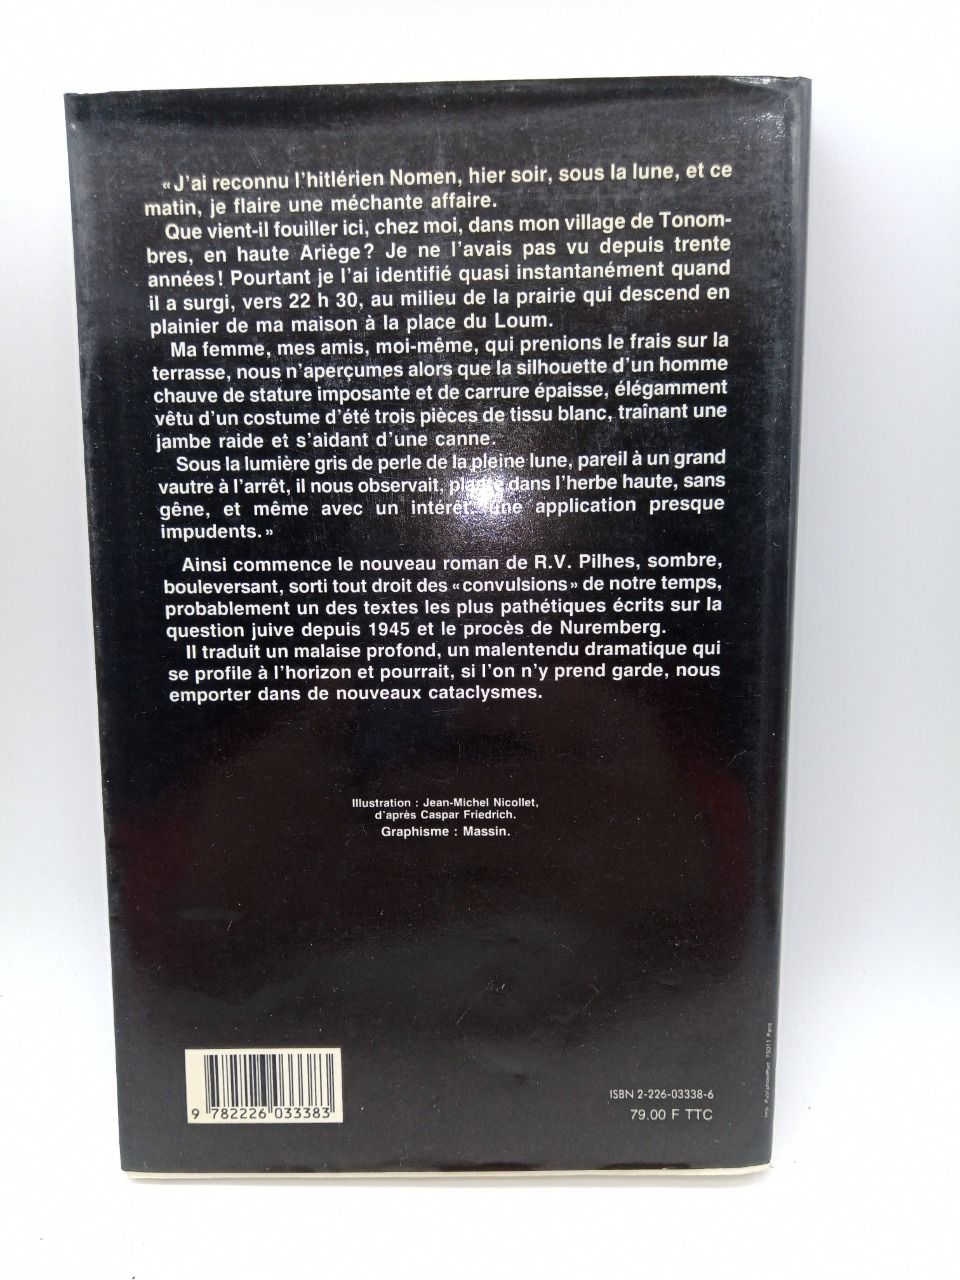 «J'ai reconnu l'hitlérien Nomen, hier soir, sous la lune, et ce
matin, je flaire une méchante affaire.
Que vient-il fouiller ici, chez moi, dans mon village de Tonom-
bres, en haute Ariège? Je ne l'avais pas vu depuis trente
années! Pourtant je l'ai identifié quasi instantanément quand
il a surgi, vers 22 h 30, au milieu de la prairie qui descend en
plainier de ma maison à la place du Loum.
Ma femme, mes amis, moi-même, qui prenions le frais sur la
terrasse, nous n'aperçumes alors que la silhouette d'un homme
chauve de stature imposante et de carrure épaisse, élégamment
vêtu d'un costume d'été trois pièces de tissu blanc, traînant une
jambe raide et s'aidant d'une canne.
Sous la lumière gris de perle de la pleine lune, pareil à un grand
vautre à l'arrêt, il nous observait, dans l'herbe haute, sans
gêne, et même avec un intérêt, une application presque
impudents.»
Ainsi commence le nouveau roman de R.V. Pilhes, sombre,
bouleversant, sorti tout droit des «convulsions» de notre temps,
probablement un des textes les plus pathétiques écrits sur la
question juive depuis 1945 et le procès de Nuremberg.
Il traduit un malaise profond, un malentendu dramatique qui
se profile à l'horizon et pourrait, si l'on n'y prend garde, nous
emporter dans de nouveaux cataclysmes.
Illustration : Jean-Michel Nicollet,
d'après Caspar Friedrich.
Graphisme : Massin.
9 782226 033383
ISBN 2-226-03338-6
79,00 F TTC
75011 Paris